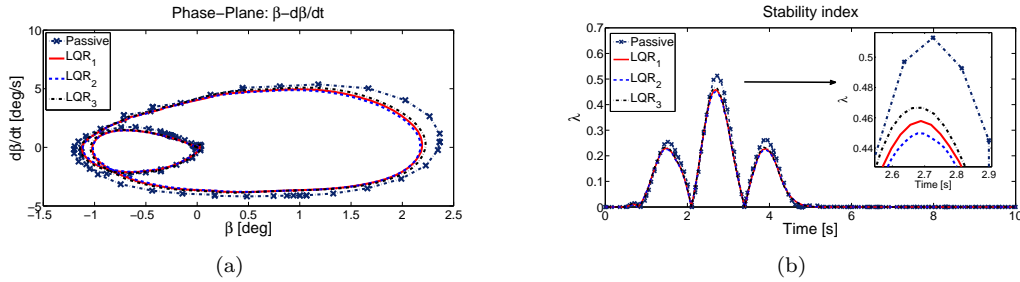 Phase−Plane: β−dβ/dt
10
5
0
−5
dβ/dt [deg/s]
Passive
LQR1
LQR2
LQR3
−1.5 −1 −0.5 0 0.5 1 1.5 2 2.5
β [deg]
(a)
Stability index
0.7
0.6
0.5
0.4
0.3
0.2
0.1
0
λ
Passive
LQR1
LQR2
LQR3
0.5
0.48
0.46
0.44
λ
2.6 2.7 2.8 2.9
Time [s]
0 2 4 6 8 10
Time [s]
(b)